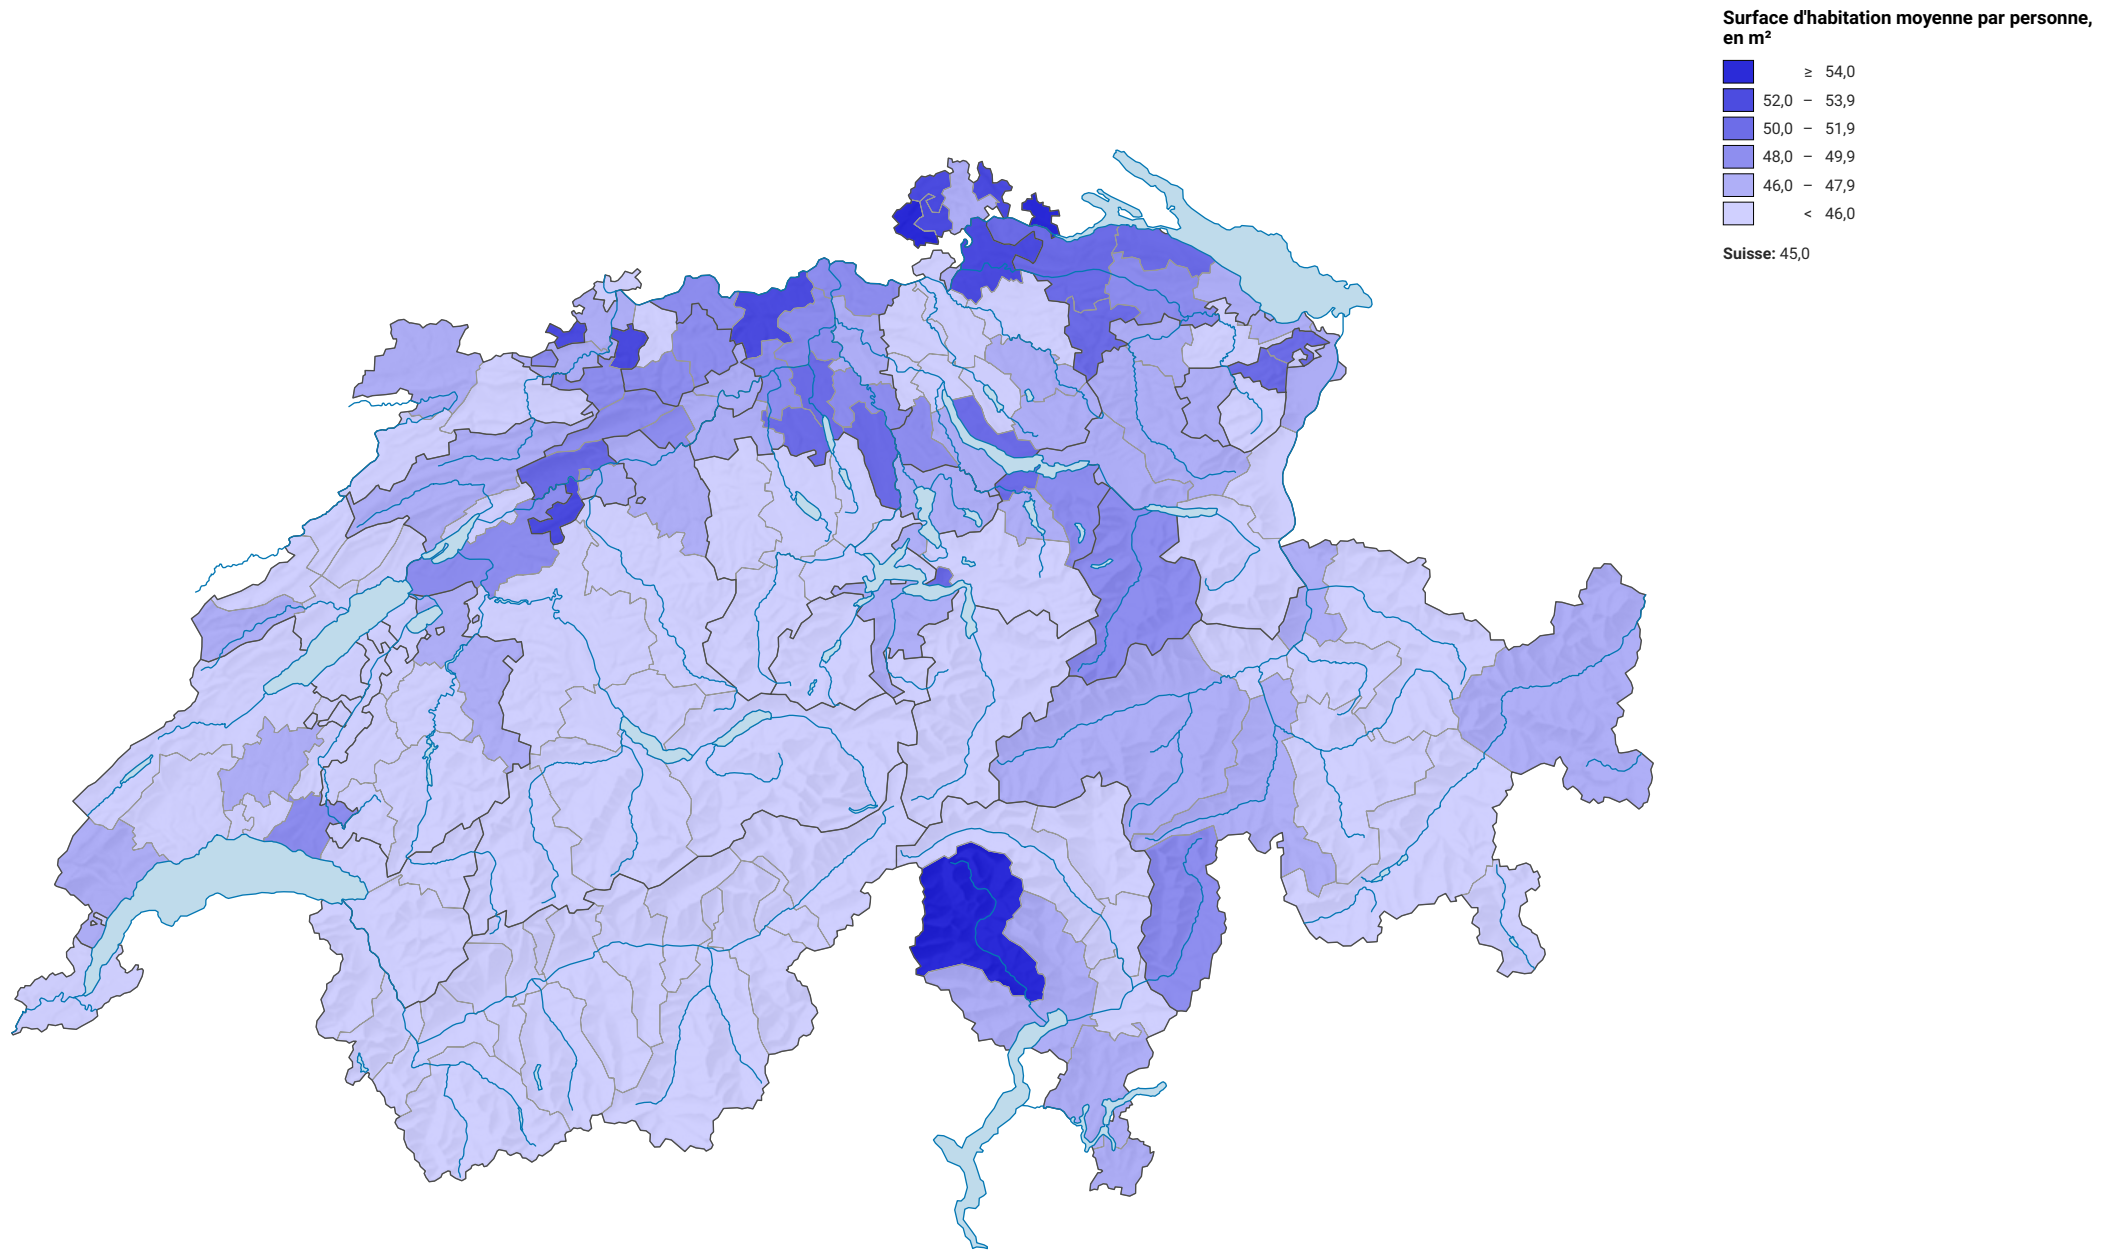 Surface d'habitation moyenne par personne,
en m²
≥ 54,0
52,0 – 53,9
50,0 – 51,9
48,0 – 49,9
46,0 – 47,9
< 46,0
Suisse: 45,0